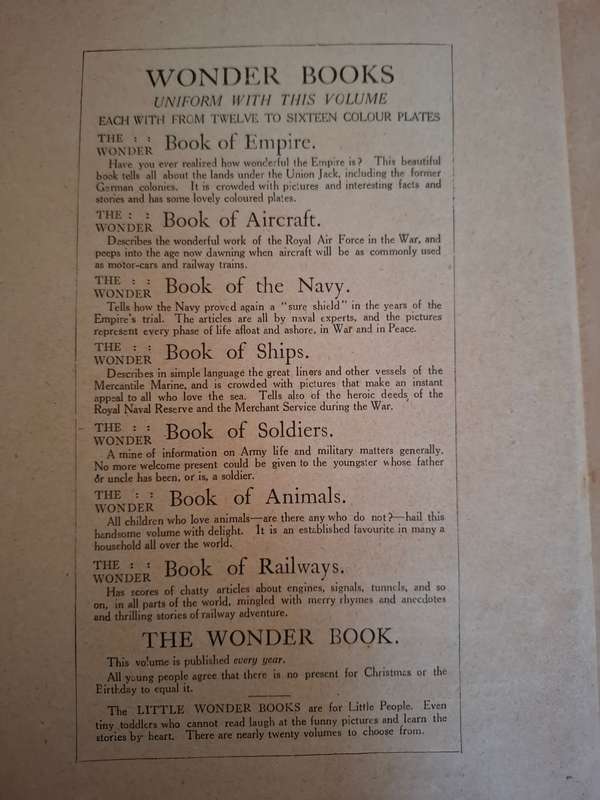 WONDER BOOKS
UNIFORM WITH THIS VOLUME
EACH WITH FROM TWELVE TO SIXTEEN COLOUR PLATES
THE : : WONDER Book of Empire.
Have you ever realized how wonderful the Empire is? This beautiful
book tells all about the lands under the Union Jack, including the former
German colonies. It is crowded with pictures and interesting facts and
stories and has some lovely coloured plates.
THE : : WONDER Book of Aircraft.
Describes the wonderful work of the Royal Air Force in the War, and
peeps into the age now dawning when aircraft will be as commonly used
as motor-cars and railway trains.
THE : : WONDER Book of the Navy.
Tells how the Navy proved again a "sure shield" in the years of the
Empire's trial. The articles are all by naval experts, and the pictures
represent every phase of life afloat and ashore, in War and in Peace.
THE : : WONDER Book of Ships.
Describes in simple language the great liners and other vessels of the
Mercantile Marine, and is crowded with pictures that make an instant
appeal to all who love the sea. Tells also of the heroic deeds of the
Royal Naval Reserve and the Merchant Service during the War.
THE : : WONDER Book of Soldiers.
A mine of information on Army life and military matters generally.
No more welcome present could be given to the youngster whose father
or uncle has been, or is, a soldier.
THE : : WONDER Book of Animals.
All children who love animals—are there any who do not?—hail this
handsome volume with delight. It is an established favourite in many a
household all over the world.
THE : : WONDER Book of Railways.
Has scores of chatty articles about engines, signals, tunnels, and so
on, in all parts of the world, mingled with merry rhymes and anecdotes
and thrilling stories of railway adventure.
THE WONDER BOOK.
This volume is published every year.
All young people agree that there is no present for Christmas or the
Birthday to equal it.
The LITTLE WONDER BOOKS are for Little People. Even
tiny toddlers who cannot read laugh at the funny pictures and learn the
stories by heart. There are nearly twenty volumes to choose from.